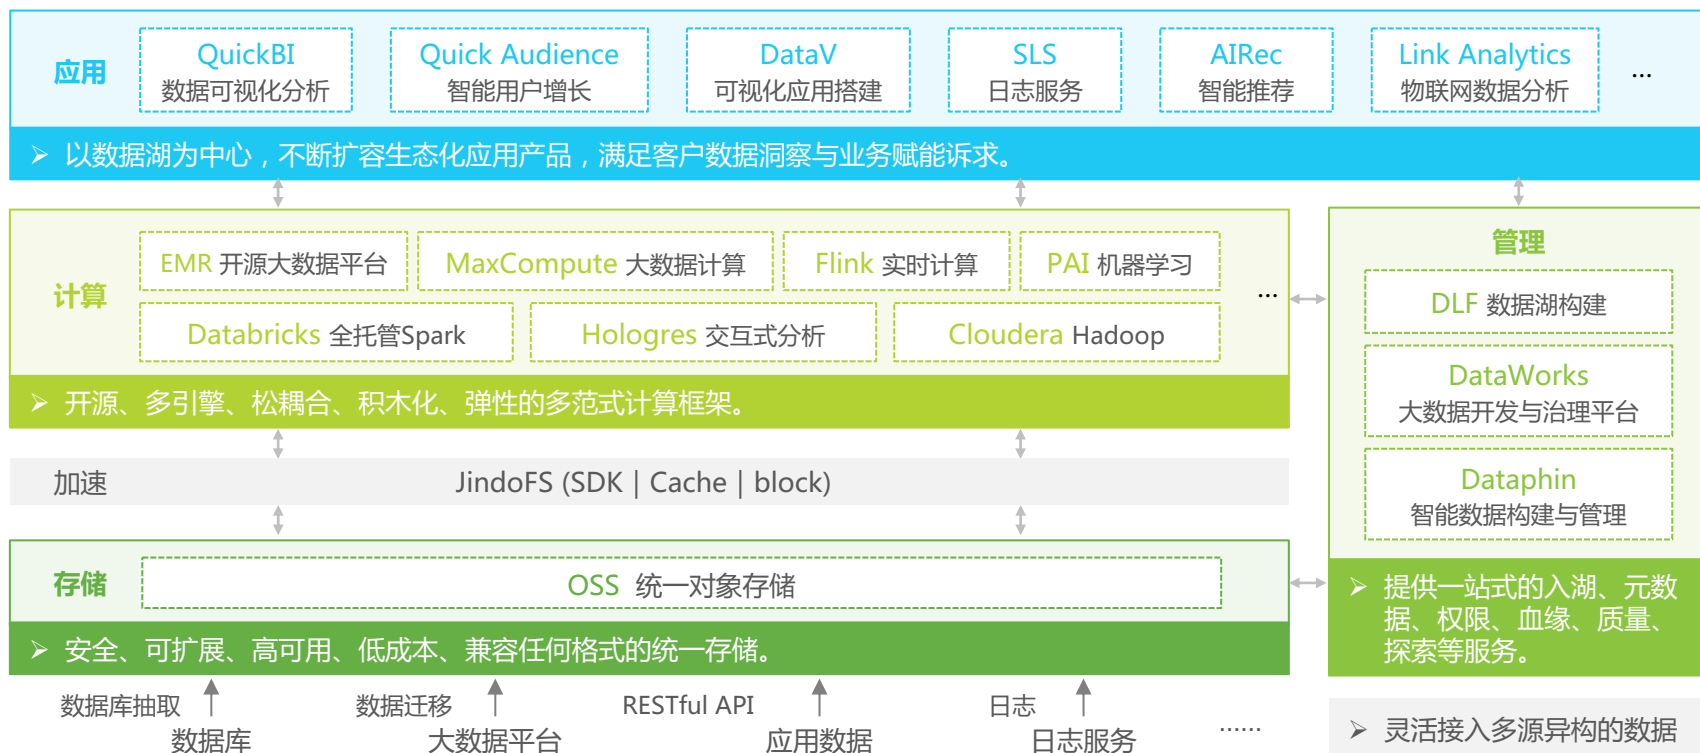 应用
QuickBI
数据可视化分析
Quick Audience
智能用户增长
DataV
可视化应用搭建
SLS
日志服务
AIRec
智能推荐
Link Analytics
物联网数据分析
...
➢ 以数据湖为中心，不断扩容生态化应用产品，满足客户数据洞察与业务赋能诉求。
计算
EMR 开源大数据平台
MaxCompute 大数据计算
Flink 实时计算
PAI 机器学习
Databricks 全托管Spark
Hologres 交互式分析
Cloudera Hadoop
...
➢ 开源、多引擎、松耦合、积木化、弹性的多范式计算框架。
加速
JindoFS (SDK | Cache | block)
存储
OSS 统一对象存储
➢ 安全、可扩展、高可用、低成本、兼容任何格式的统一存储。
管理
DLF 数据湖构建
DataWorks
大数据开发与治理平台
Dataphin
智能数据构建与管理
➢ 提供一站式的入湖、元数
据、权限、血缘、质量、
探索等服务。
数据库抽取
数据库
数据迁移
大数据平台
RESTful API
应用数据
日志
日志服务
......
➢ 灵活接入多源异构的数据